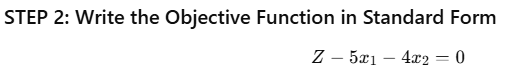 STEP 2: Write the Objective Function in Standard Form
Z − 5x₁ − 4x₂ = 0